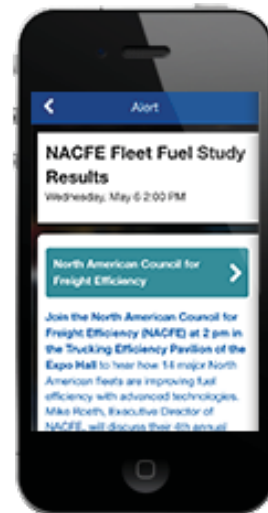 Alert
NACFE Fleet Fuel Study
Results
Wednesday, May 6 2:00 PM
North American Council for
Freight Efficiency
Join the North American Council for
Freight Efficiency (NACFE) at 2 pm in
the Trucking Efficiency Pavilion of the
Expo Hall to hear how 14 major North
American fleets are improving fuel
efficiency with advanced technologies.
Mike Roeth, Executive Director of
NACFE, will discuss their 4th annual